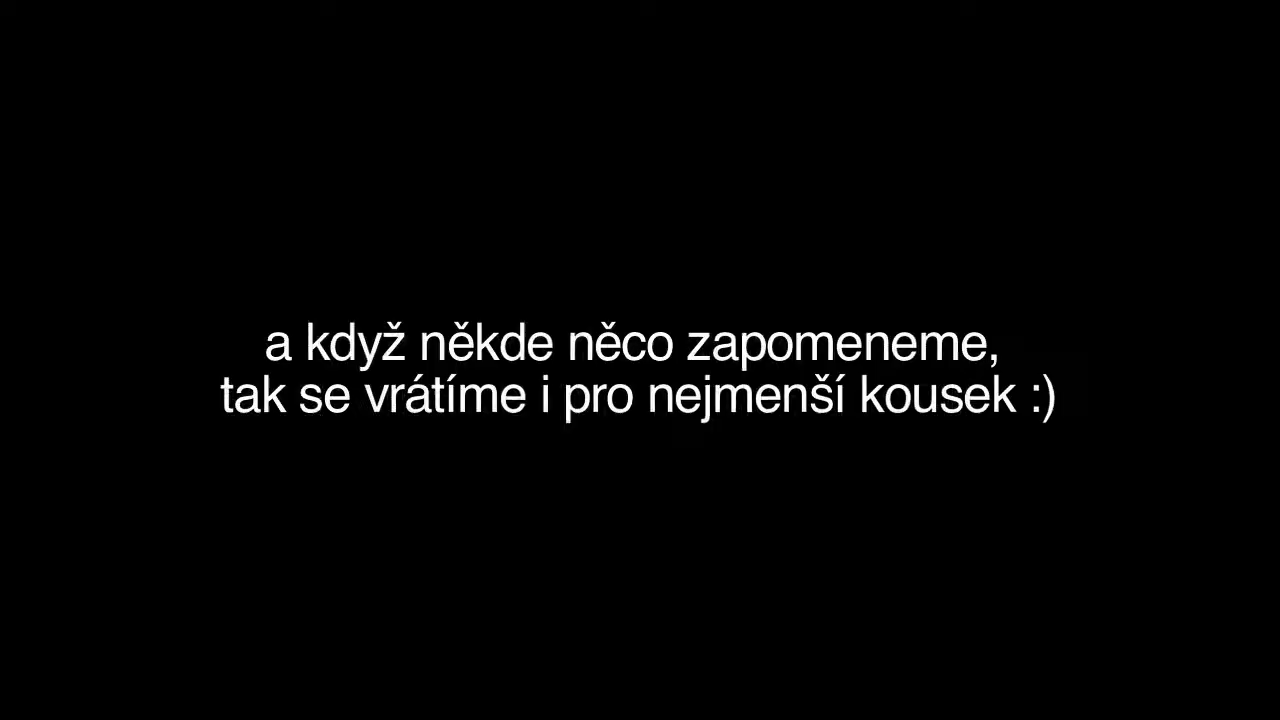 a když někde něco zapomeneme,
tak se vrátíme i pro nejmenší kousek :)